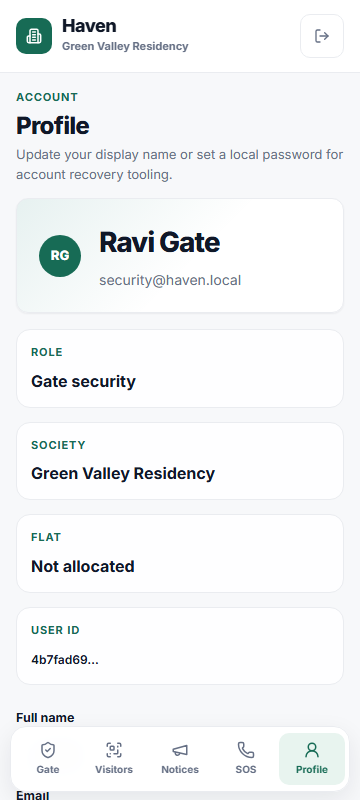 Haven
Green Valley Residency
ACCOUNT
Profile
Update your display name or set a local password for
account recovery tooling.
RG
Ravi Gate
security@haven.local
ROLE
Gate security
SOCIETY
Green Valley Residency
FLAT
Not allocated
USER ID
4b7fad69...
Full name
Gate
Visitors
Notices
SOS
Profile
Email